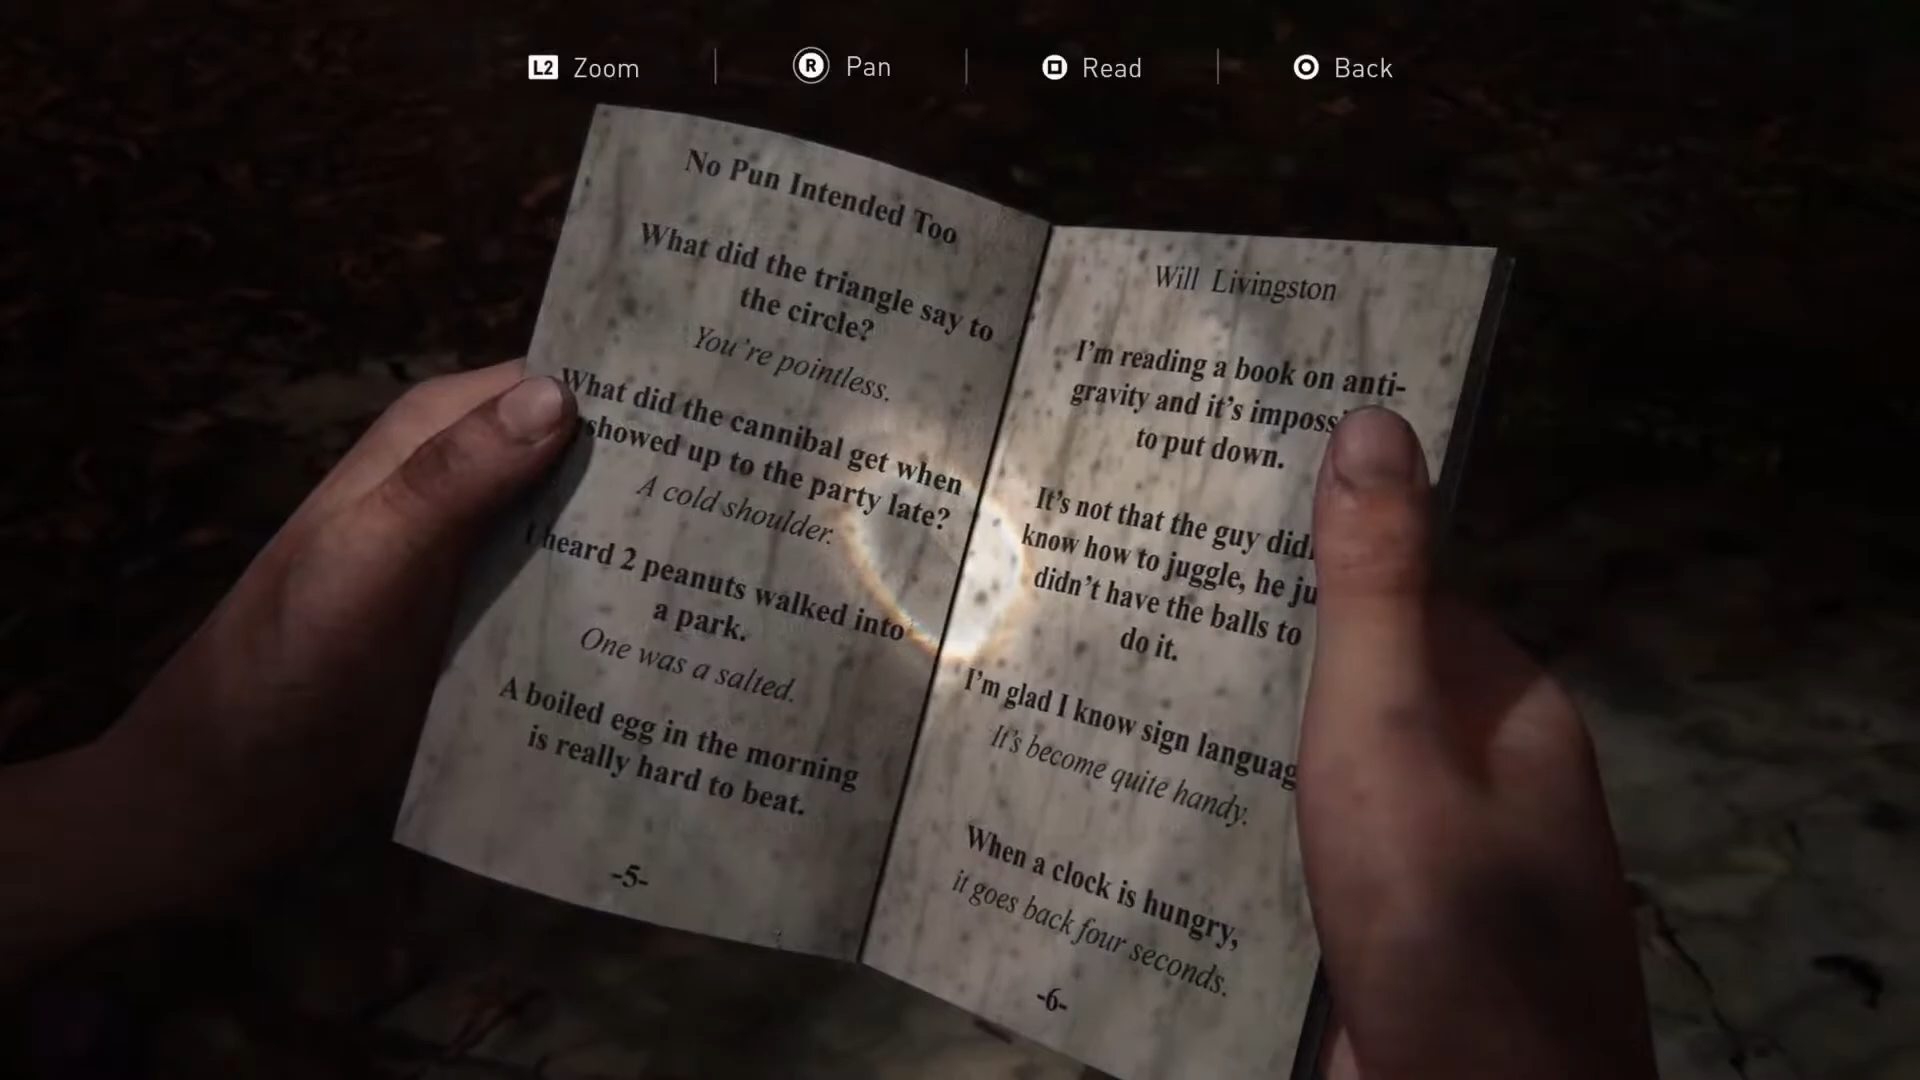 L2 Zoom
R Pan
Read
Back
No Pun Intended Too
What did the triangle say to
the circle?
You're pointless.
What did the cannibal get when
showed up to the party late?
A cold shoulder.
I heard 2 peanuts walked into
a park.
One was a salted.
A boiled egg in the morning
is really hard to beat.
-5-
Will Livingston
I'm reading a book on anti-
gravity and it's
to put down.
It's not that the guy
know how to juggle, he
didn't have the balls to
do it.
I'm glad I know sign
It's become quite handy.
When a clock is hungry,
it goes back four seconds.
-6-